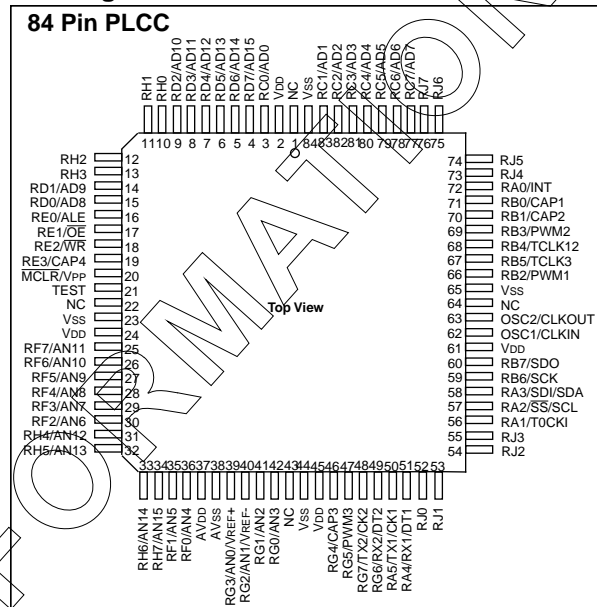 84 Pin PLCC
RH1
RH0
RD2/AD10
RD3/AD11
RD4/AD12
RD5/AD13
RD6/AD14
RD7/AD15
RC0/AD0
VDD
NC
VSS
RC1/AD1
RC2/AD2
RC3/AD3
RC4/AD4
RC5/AD5
RC6/AD6
RC7/AD7
RJ7
RJ6
11 10 9 8 7 6 5 4 3 2 1 84 83 82 81 80 79 78 77 76 75
RH2 12
RH3 13
RD1/AD9 14
RD0/AD8 15
RE0/ALE 16
RE1/OE 17
RE2/WR 18
RE3/CAP4 19
MCLR/VPP 20
TEST 21
NC 22
VSS 23
VDD 24
RF7/AN11 25
RF6/AN10 26
RF5/AN9 27
RF4/AN8 28
RF3/AN7 29
RF2/AN6 30
RH4/AN12 31
RH5/AN13 32
Top View
74 RJ5
73 RJ4
72 RA0/INT
71 RB0/CAP1
70 RB1/CAP2
69 RB3/PWM2
68 RB4/TCLK12
67 RB5/TCLK3
66 RB2/PWM1
65 VSS
64 NC
63 OSC2/CLKOUT
62 OSC1/CLKIN
61 VDD
60 RB7/SDO
59 RB6/SCK
58 RA3/SDI/SDA
57 RA2/SS/SCL
56 RA1/T0CKI
55 RJ3
54 RJ2
33 34 35 36 37 38 39 40 41 42 43 44 45 46 47 48 49 50 51 52 53
RH6/AN14
RH7/AN15
RF1/AN5
RF0/AN4
AVDD
AVSS
RG3/AN0/VREF+
RG2/AN1/VREF-
RG1/AN2
RG0/AN3
NC
VSS
VDD
RG4/CAP3
RG5/PWM3
RG7/TX2/CK2
RG6/RX2/DT2
RA5/TX1/CK1
RA4/RX1/DT1
RJ0
RJ1